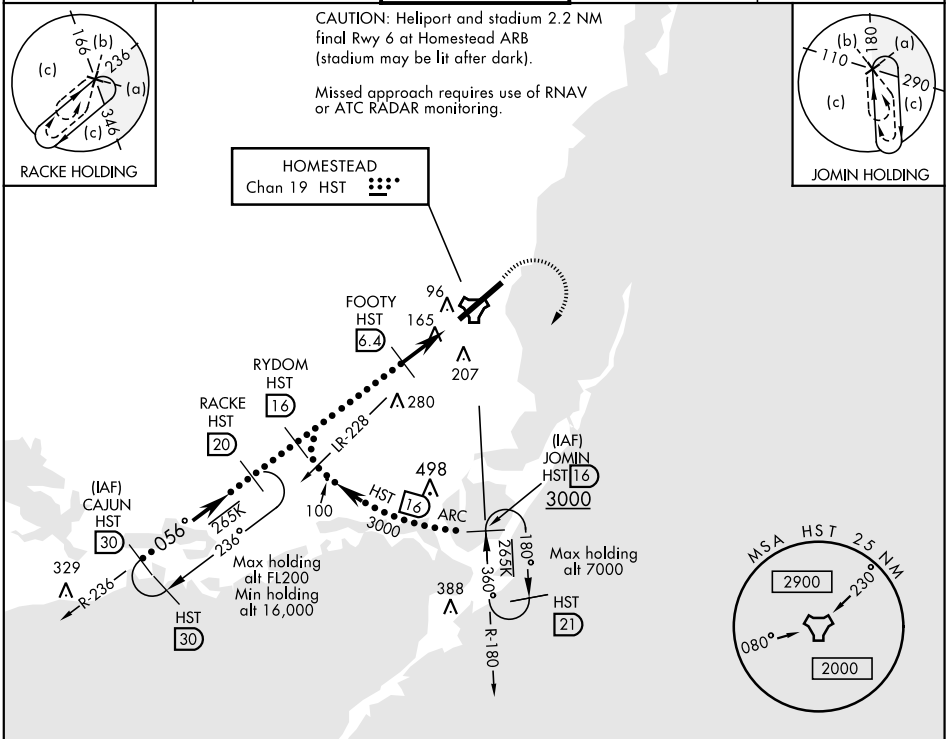 CAUTION: Heliport and stadium 2.2 NM
final Rwy 6 at Homestead ARB
(stadium may be lit after dark).
Missed approach requires use of RNAV
or ATC RADAR monitoring.
166
(b)
236
(c)
(a)
346
(c)
RACKE HOLDING
(b)
180
(a)
110
290
(c)
(c)
JOMIN HOLDING
HOMESTEAD
Chan 19 HST
FOOTY
HST
6.4
96
165
207
RYDOM
HST
16
280
LR-228
RACKE
HST
20
(IAF)
CAJUN
HST
30
056°
265K
236°
329
R-236
HST
30
Max holding
alt FL200
Min holding
alt 16,000
100
3000
HST
16
ARC
498
(IAF)
JOMIN
HST 16
3000
180°
265K
360°
R-180
388
Max holding
alt 7000
HST
21
MSA HST 25 NM
2900
230°
080°
2000